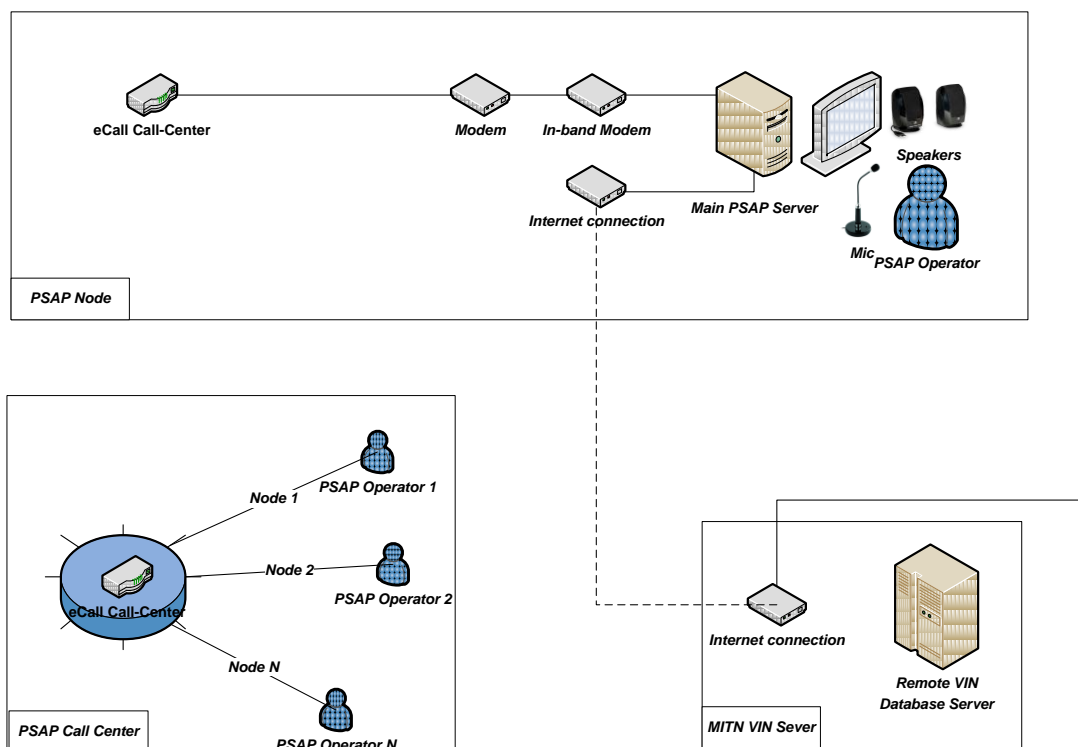 eCall Call-Center
Modem
In-band Modem
Speakers
Internet connection
Main PSAP Server
Mic
PSAP Operator
PSAP Node
Node 1
PSAP Operator 1
Node 2
PSAP Operator 2
eCall Call-Center
Node N
PSAP Operator N
PSAP Call Center
Internet connection
Remote VIN
Database Server
MITN VIN Sever